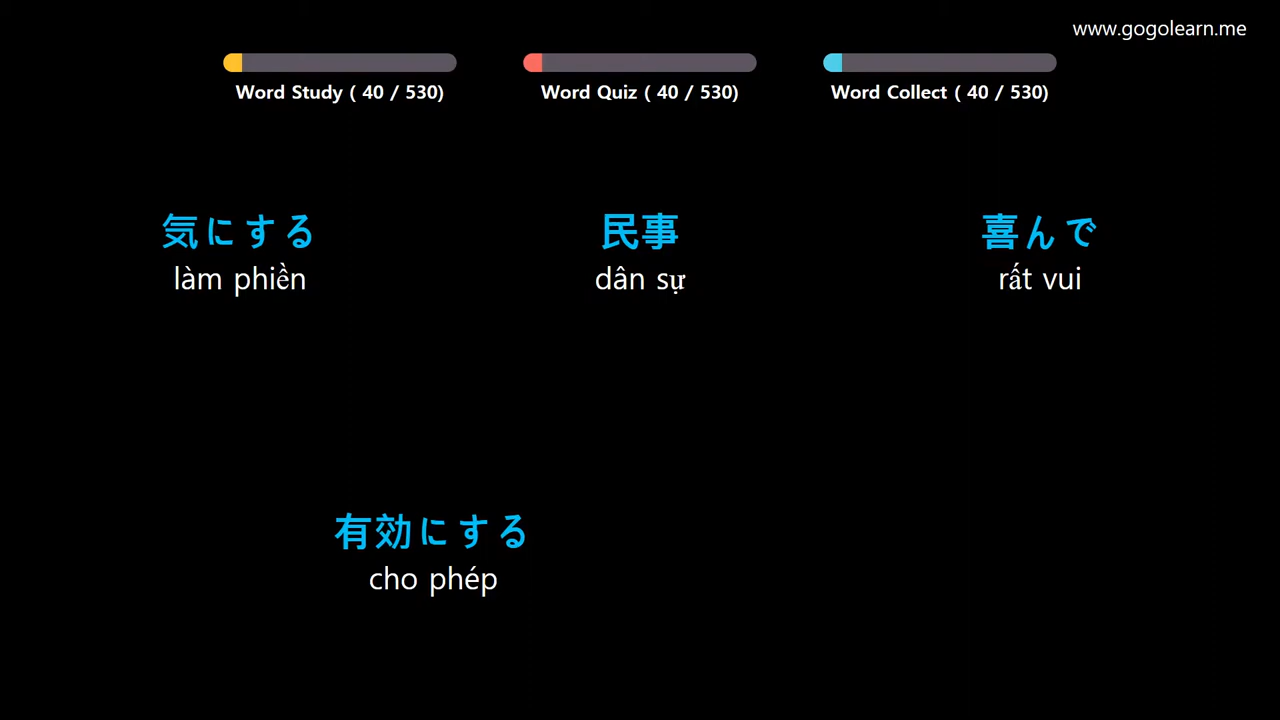 www.gogolearn.me
Word Study ( 40 / 530)
Word Quiz ( 40 / 530)
Word Collect ( 40 / 530)
気にする
làm phiền
民事
dân sự
喜んで
rất vui
有効にする
cho phép